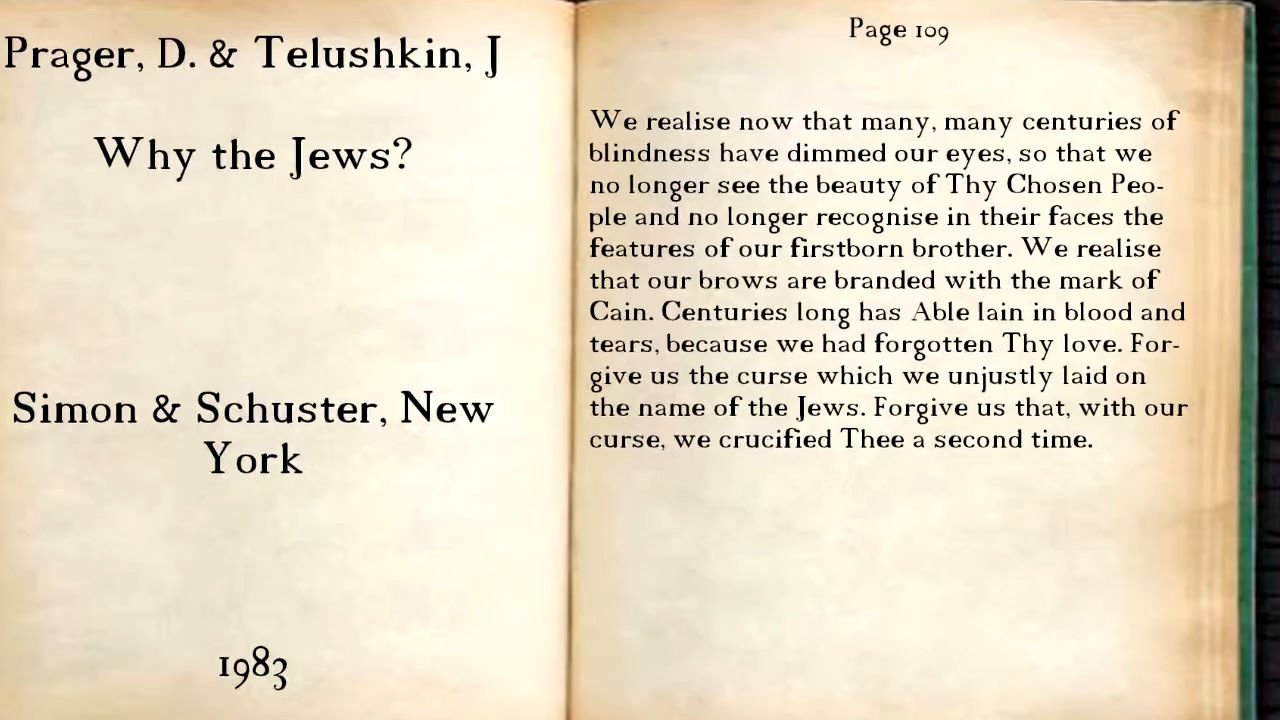 Prager, D. & Telushkin, J
Why the Jews?
Simon & Schuster, New
York
1983
Page 109
We realise now that many, many centuries of
blindness have dimmed our eyes, so that we
no longer see the beauty of Thy Chosen Peo-
ple and no longer recognise in their faces the
features of our firstborn brother. We realise
that our brows are branded with the mark of
Cain. Centuries long has Able lain in blood and
tears, because we had forgotten Thy love. For-
give us the curse which we unjustly laid on
the name of the Jews. Forgive us that, with our
curse, we crucified Thee a second time.